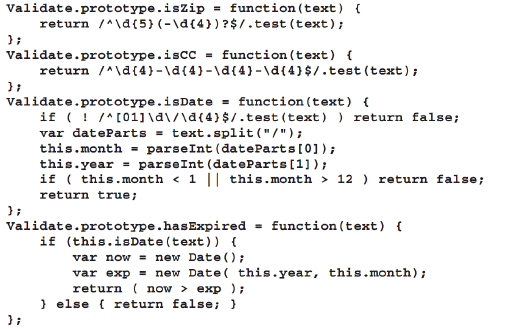 Validate.prototype.isZip = function(text) {
    return /^\d{5}(-\d{4})?$/.test(text);
};
Validate.prototype.isCC = function(text) {
    return /^\d{4}-\d{4}-\d{4}-\d{4}$/.test(text);
};
Validate.prototype.isDate = function(text) {
    if ( ! /^[01]\d\/\d{4}$/.test(text) ) return false;
    var dateParts = text.split("/");
    this.month = parseInt(dateParts[0]);
    this.year = parseInt(dateParts[1]);
    if ( this.month < 1 || this.month > 12 ) return false;
    return true;
};
Validate.prototype.hasExpired = function(text) {
    if (this.isDate(text)) {
        var now = new Date();
        var exp = new Date( this.year, this.month);
        return ( now > exp );
    } else { return false; }
};